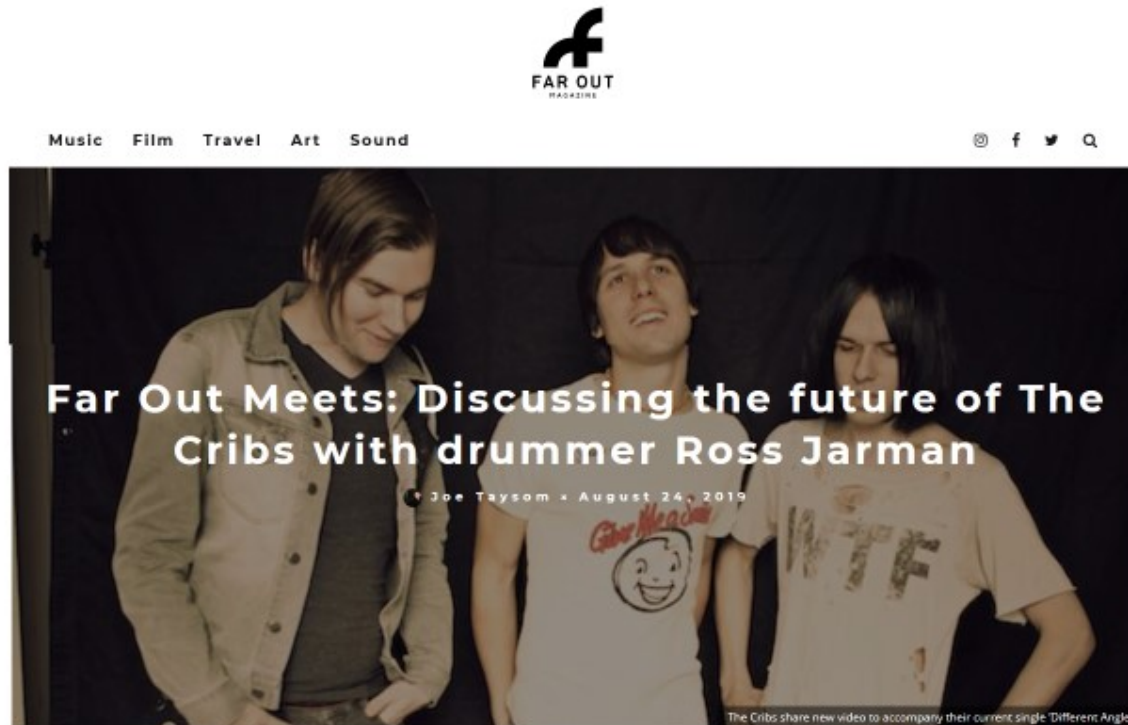 FAR OUT
MAGAZINE
Music Film Travel Art Sound
Far Out Meets: Discussing the future of The
Cribs with drummer Ross Jarman
Joe Taysom × August 24, 2019
WTF
The Cribs share new video to accompany their current single 'Different Angle